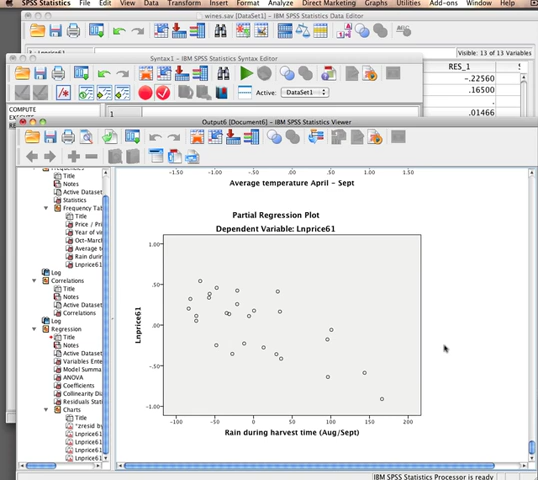 SPSS Statistics File Edit View Data Transform Insert Format Analyze Direct Marketing Graphs Utilities Add-ons Window Help
wines.sav [DataSet1] - IBM SPSS Statistics Data Editor
Visible: 13 of 13 Variables
Syntax1 - IBM SPSS Statistics Syntax Editor
RES_1
-.22560
.16500
.
.01466
Active: DataSet1
COMPUTE
1
Output6 [Document6] - IBM SPSS Statistics Viewer
Title
Notes
Active Dataset
Statistics
Frequency Tab
Title
Price / Pri
Year of vi
Oct-March
Average te
Rain durin
Lnprice61
Log
Correlations
Title
Notes
Active Dataset
Correlations
Log
Regression
Title
Notes
Active Dataset
Variables Ente
Model Summa
ANOVA
Coefficients
Collinearity Di
Residuals Stati
Charts
Title
*zresid by
Lnprice61
Lnprice61
Lnprice61
Lnprice61
-1.50 -1.00 -.50 .00 .50 1.00 1.50
Average temperature April - Sept
Partial Regression Plot
Dependent Variable: Lnprice61
1.00
.50
.00
-.50
-1.00
Lnprice61
-100 -50 0 50 100 150 200
Rain during harvest time (Aug/Sept)
IBM SPSS Statistics Processor is ready